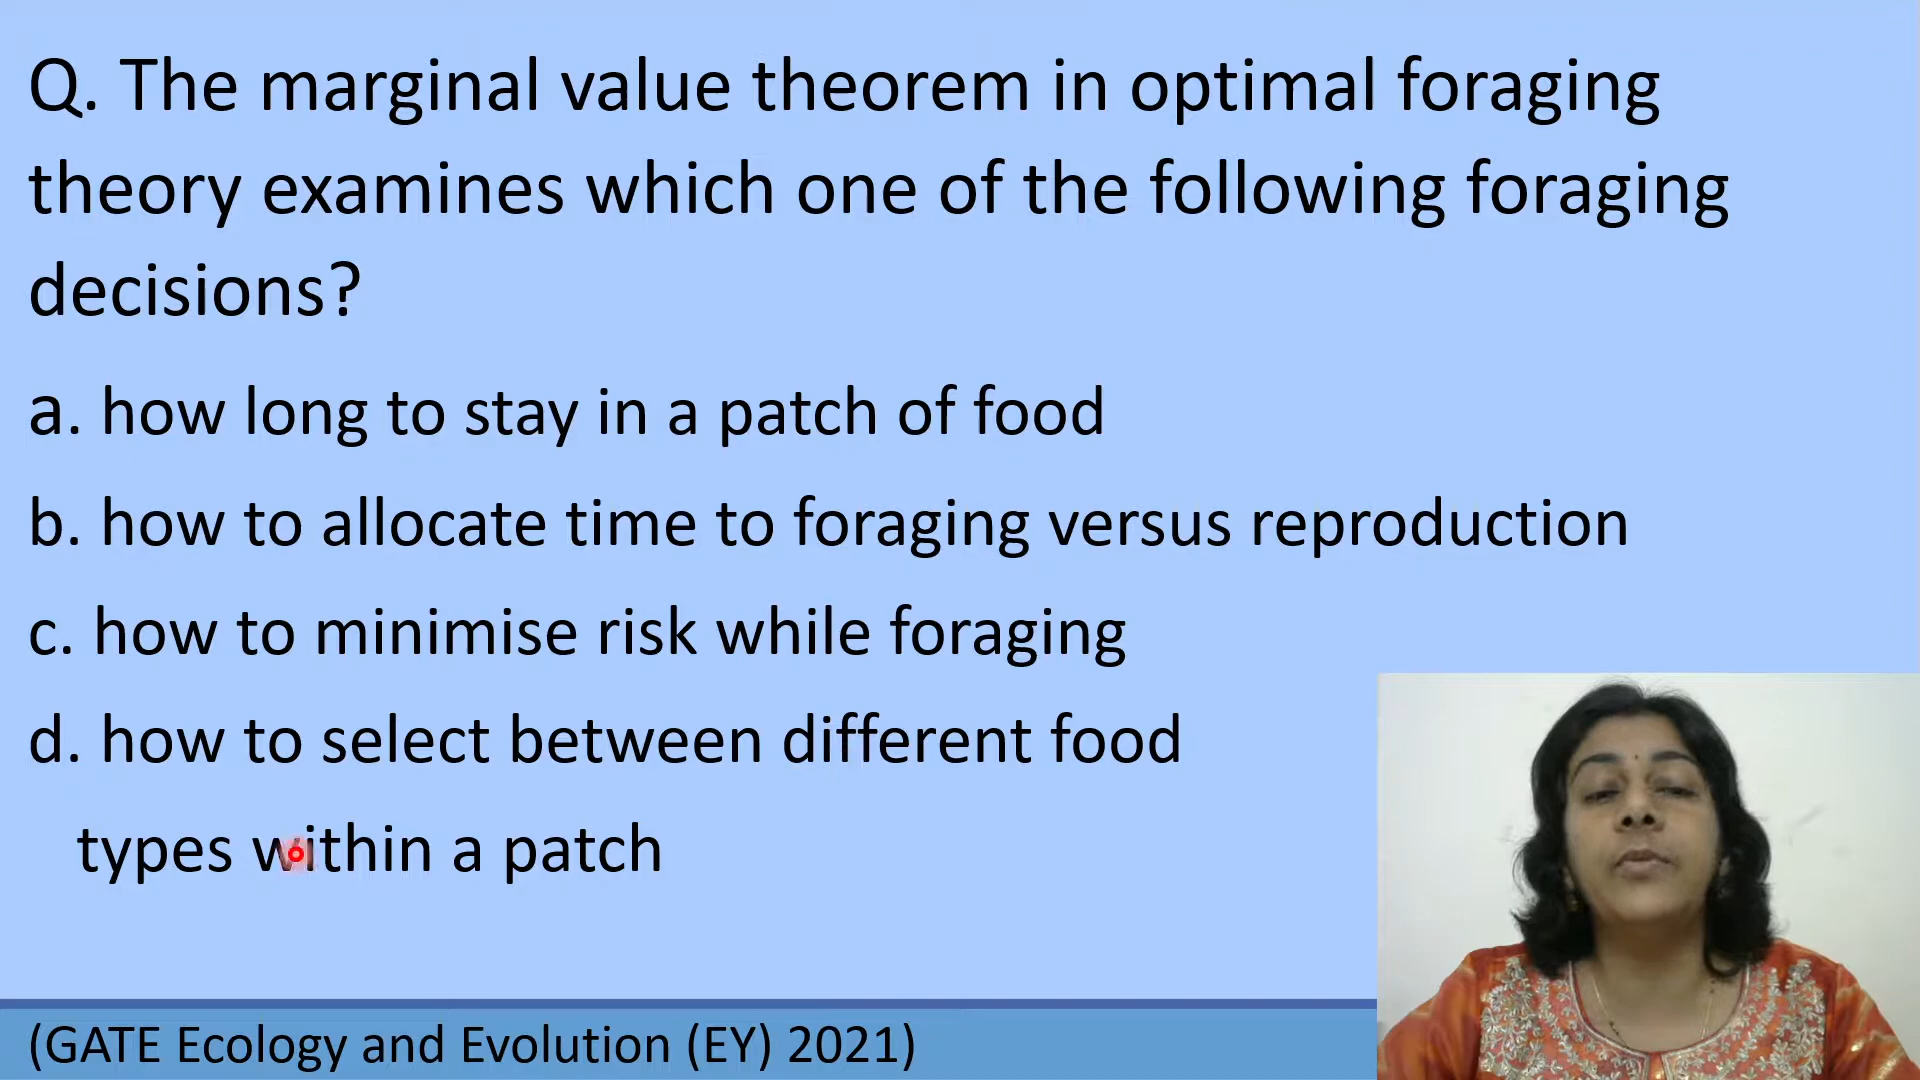 Q. The marginal value theorem in optimal foraging
theory examines which one of the following foraging
decisions?
a. how long to stay in a patch of food
b. how to allocate time to foraging versus reproduction
c. how to minimise risk while foraging
d. how to select between different food
types within a patch
(GATE Ecology and Evolution (EY) 2021)